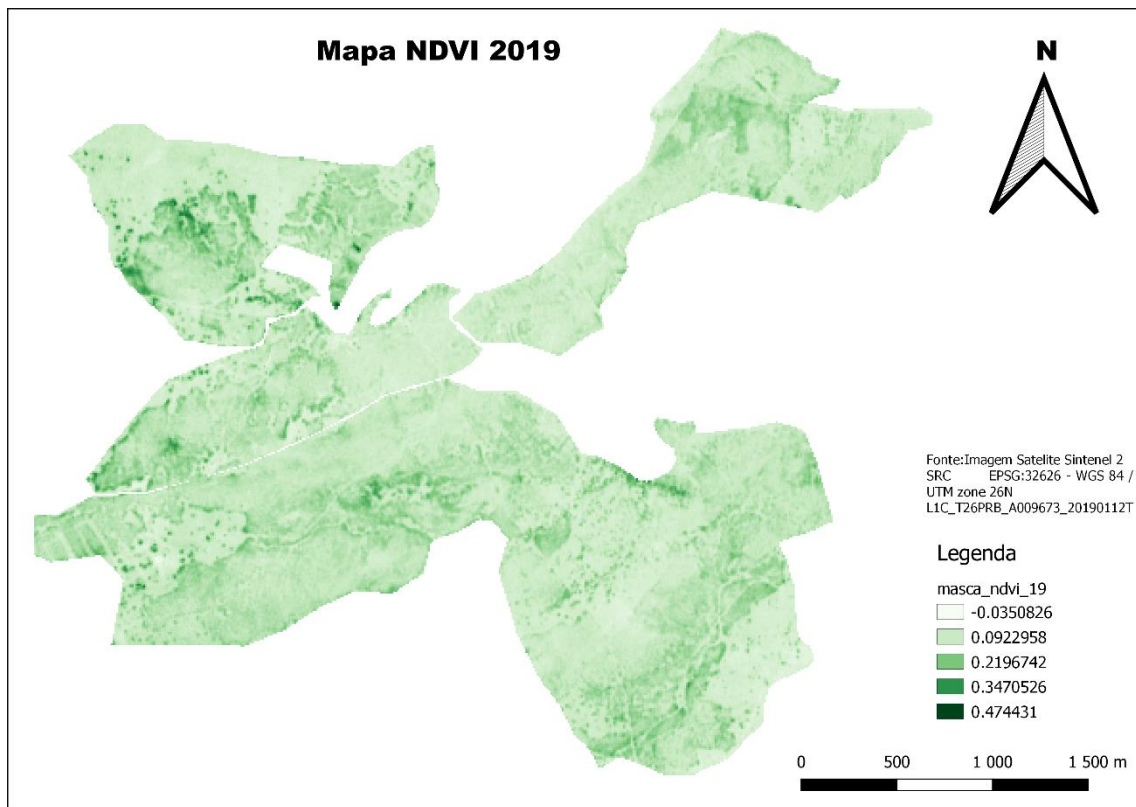 Mapa NDVI 2019
N
Fonte:Imagem Satelite Sintenel 2
SRC EPSG:32626 - WGS 84 /
UTM zone 26N
L1C_T26PRB_A009673_20190112T
Legenda
masca_ndvi_19
-0.0350826
0.0922958
0.2196742
0.3470526
0.474431
0 500 1 000 1 500 m